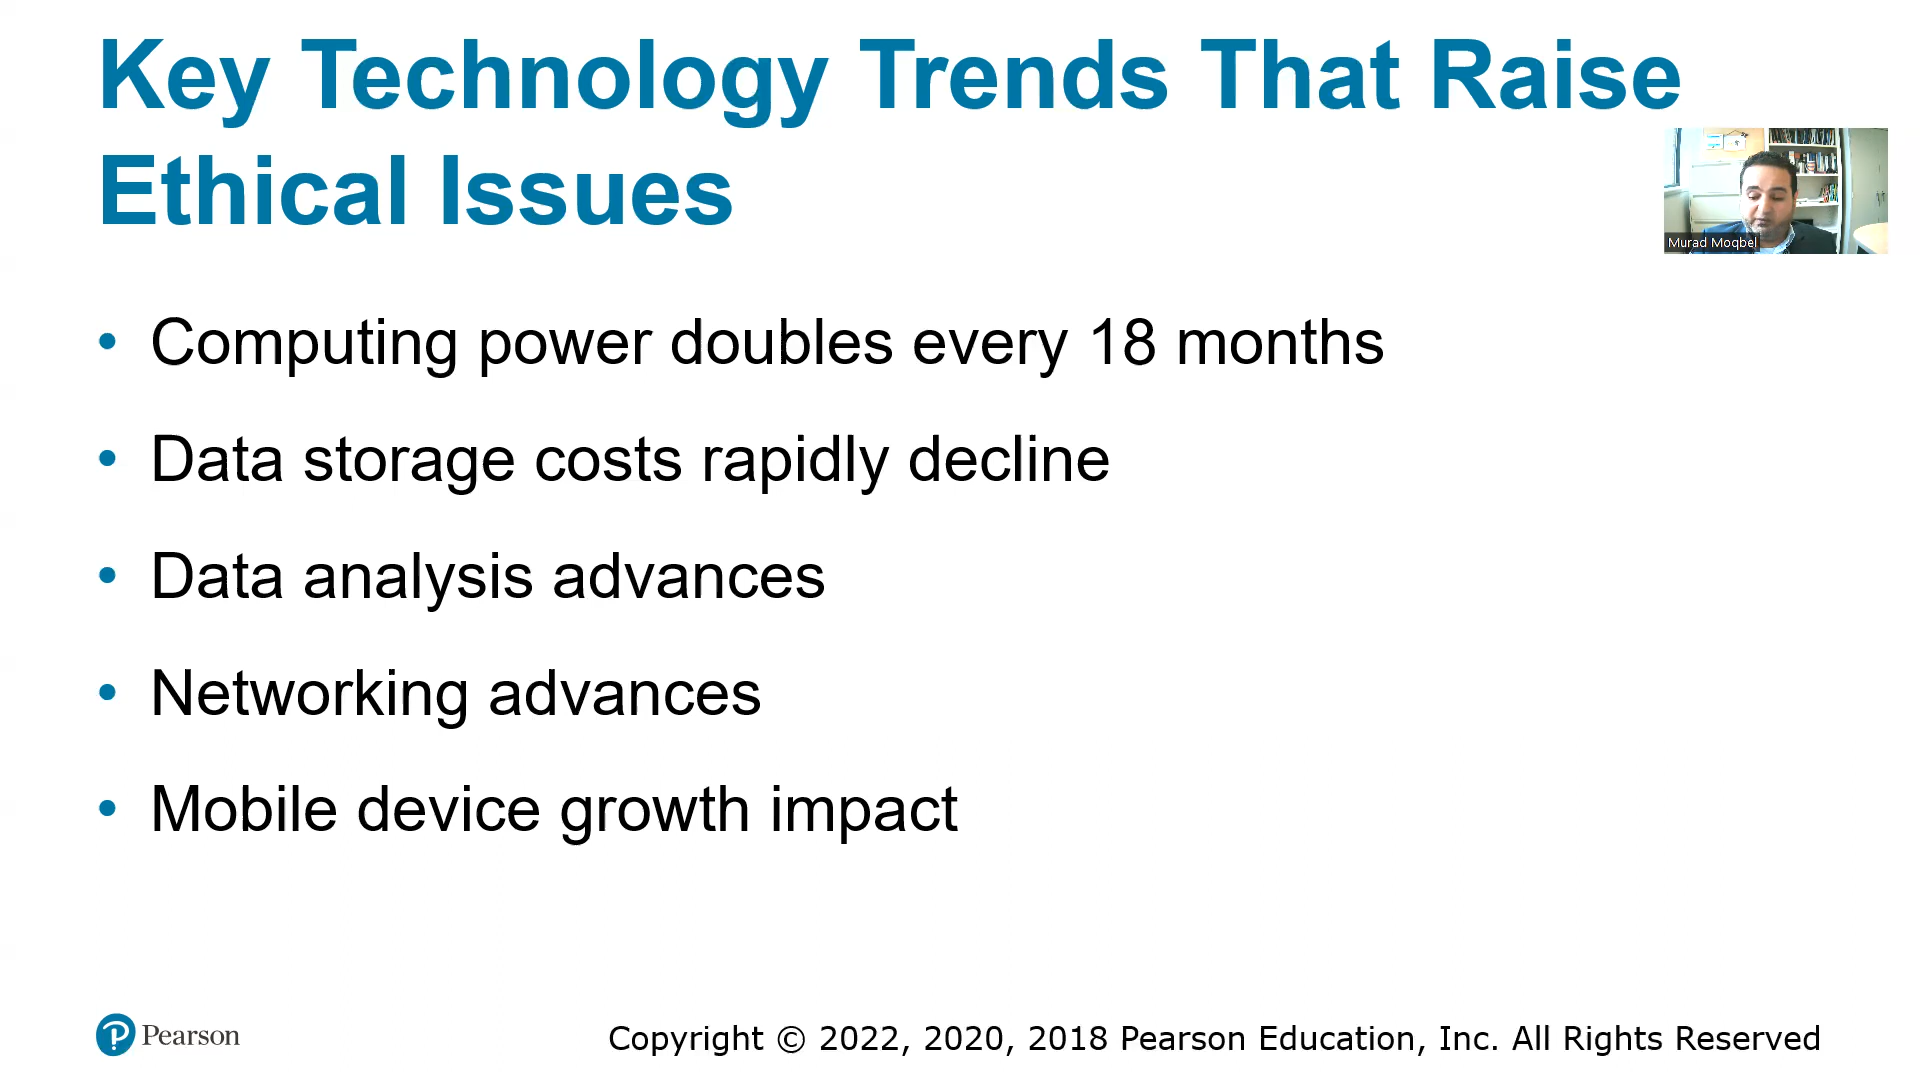 Key Technology Trends That Raise
Ethical Issues
Murad Moqbel
• Computing power doubles every 18 months
• Data storage costs rapidly decline
• Data analysis advances
• Networking advances
• Mobile device growth impact
Pearson
Copyright © 2022, 2020, 2018 Pearson Education, Inc. All Rights Reserved